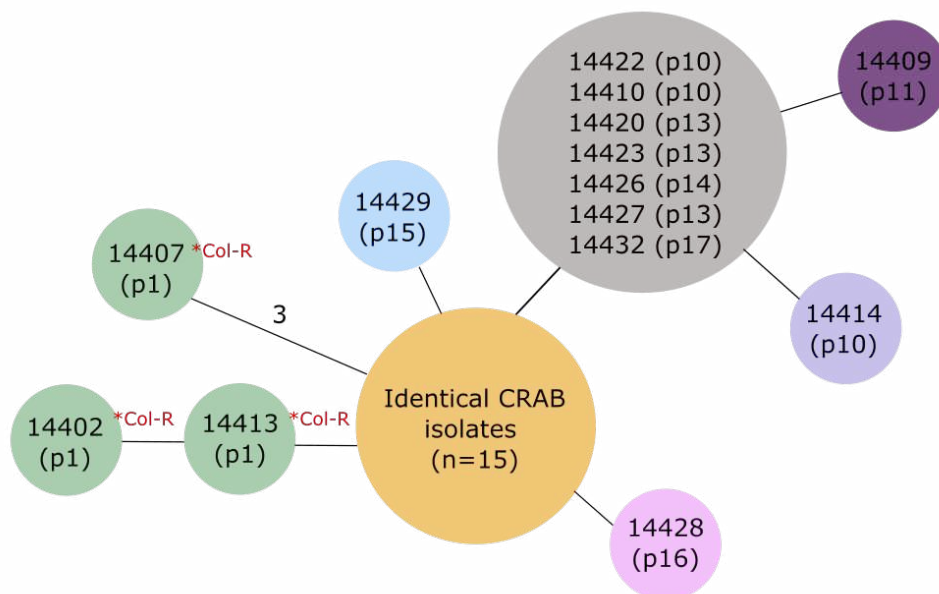 14422 (p10)
14410 (p10)
14420 (p13)
14423 (p13)
14426 (p14)
14427 (p13)
14432 (p17)
14409
(p11)
14429
(p15)
14407 *Col-R
(p1)
3
14414
(p10)
Identical CRAB
isolates
(n=15)
14402 *Col-R
(p1)
14413 *Col-R
(p1)
14428
(p16)